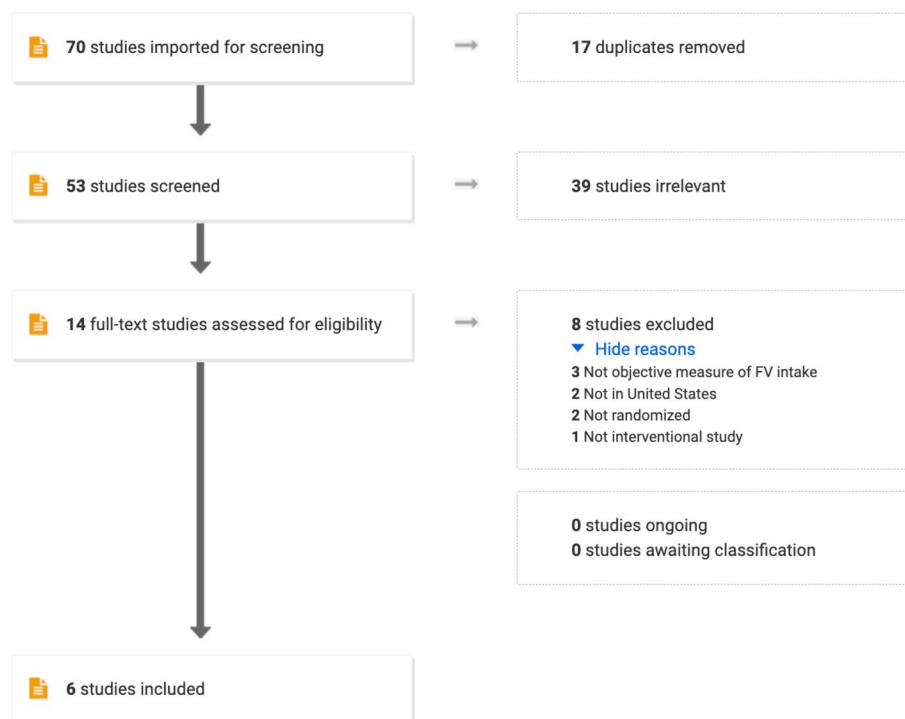 70 studies imported for screening
17 duplicates removed
53 studies screened
39 studies irrelevant
14 full-text studies assessed for eligibility
8 studies excluded
Hide reasons
3 Not objective measure of FV intake
2 Not in United States
2 Not randomized
1 Not interventional study
0 studies ongoing
0 studies awaiting classification
6 studies included